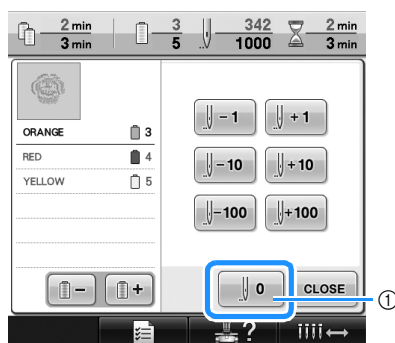 2 min 3 342 2 min
3 min 5 1000 3 min
ORANGE 3
RED 4
YELLOW 5
-1 +1
-10 +10
-100 +100
- +
0 CLOSE
①
?